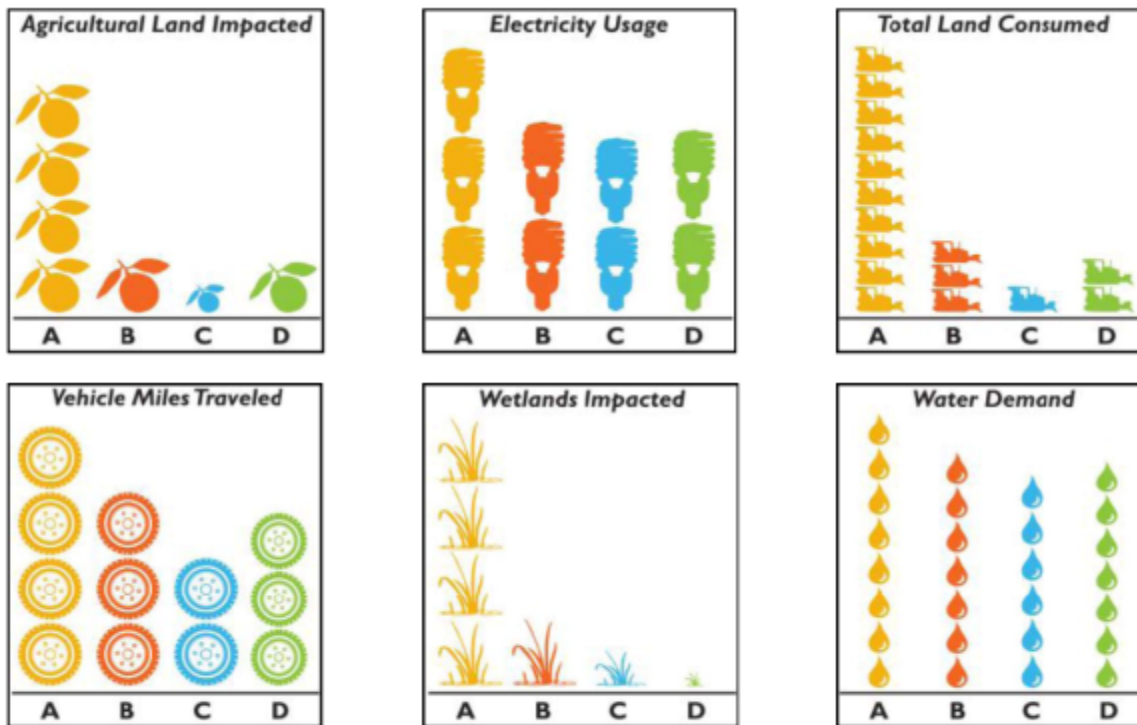 Agricultural Land Impacted
A B C D
Electricity Usage
A B C D
Total Land Consumed
A B C D
Vehicle Miles Traveled
A B C D
Wetlands Impacted
A B C D
Water Demand
A B C D